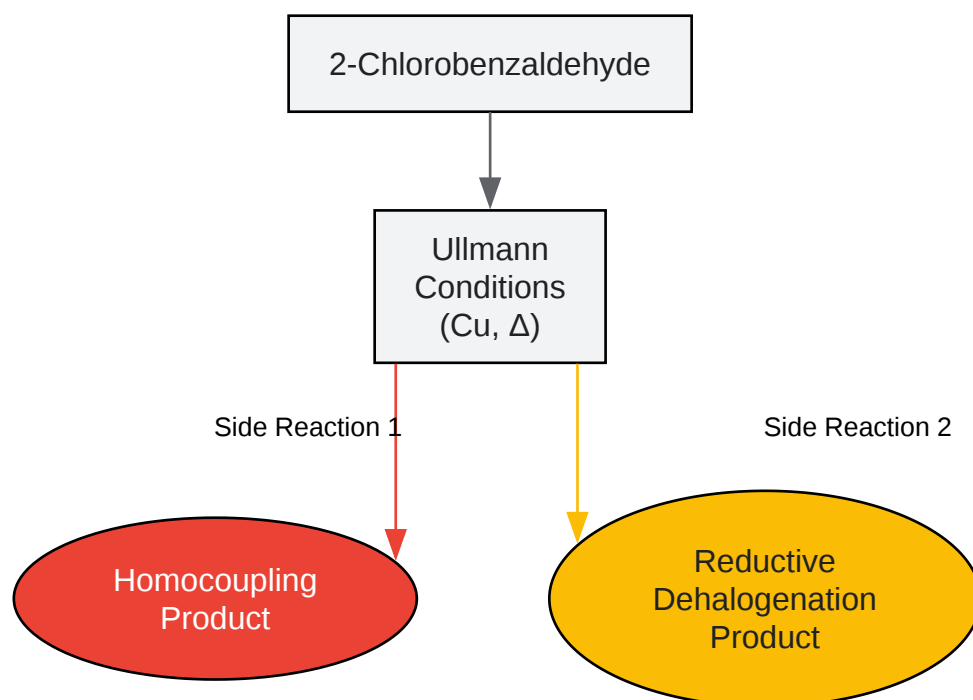 2-Chlorobenzaldehyde
Ullmann
Conditions
(Cu, Δ)
Side Reaction 1
Side Reaction 2
Homocoupling
Product
Reductive
Dehalogenation
Product